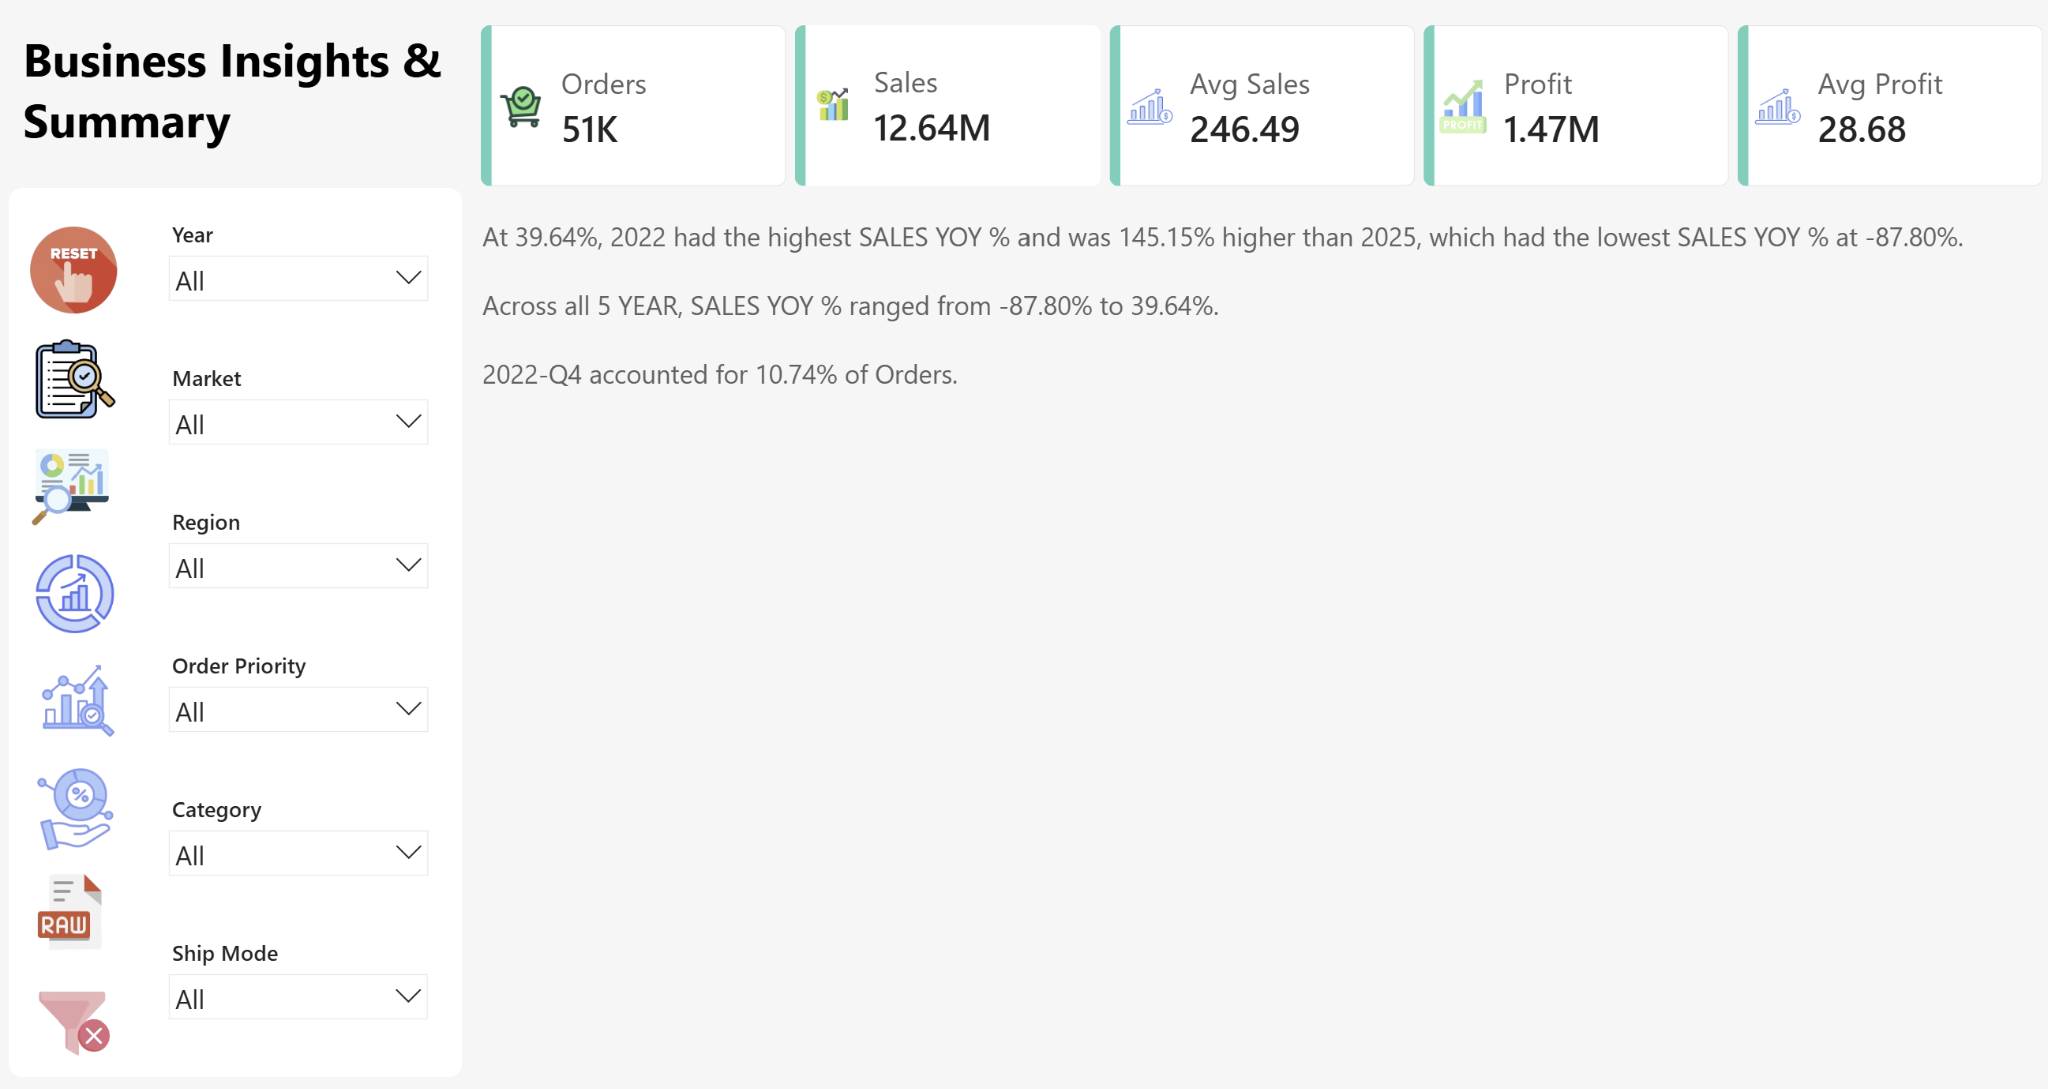 Business Insights &
Summary
Orders
51K
Sales
12.64M
Avg Sales
246.49
PROFIT
Profit
1.47M
Avg Profit
28.68
RESET
Year
All
Market
All
Region
All
Order Priority
All
Category
All
RAW
Ship Mode
All
At 39.64%, 2022 had the highest SALES YOY % and was 145.15% higher than 2025, which had the lowest SALES YOY % at -87.80%.
Across all 5 YEAR, SALES YOY % ranged from -87.80% to 39.64%.
2022-Q4 accounted for 10.74% of Orders.